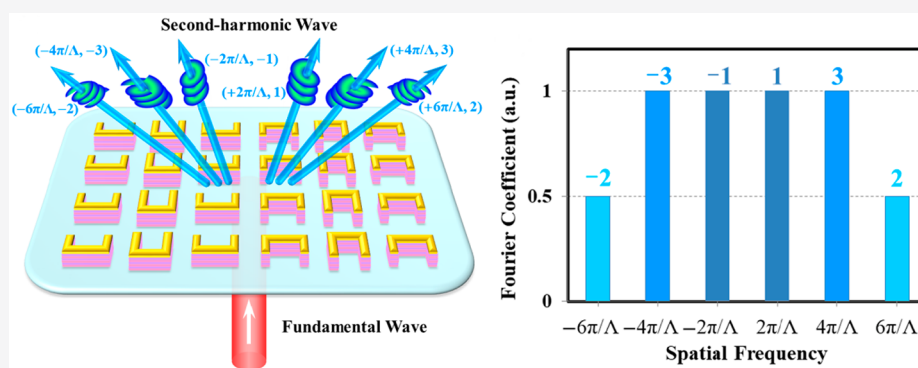 Second-harmonic Wave
(−4π/Λ, −3)
(−2π/Λ, −1)
(+4π/Λ, 3)
(−6π/Λ, −2)
(+2π/Λ, 1)
(+6π/Λ, 2)
Fundamental Wave
Fourier Coefficient (a.u.)
1
0.5
0
−2
−3
−1
1
3
2
−6π/Λ
−4π/Λ
−2π/Λ
2π/Λ
4π/Λ
6π/Λ
Spatial Frequency